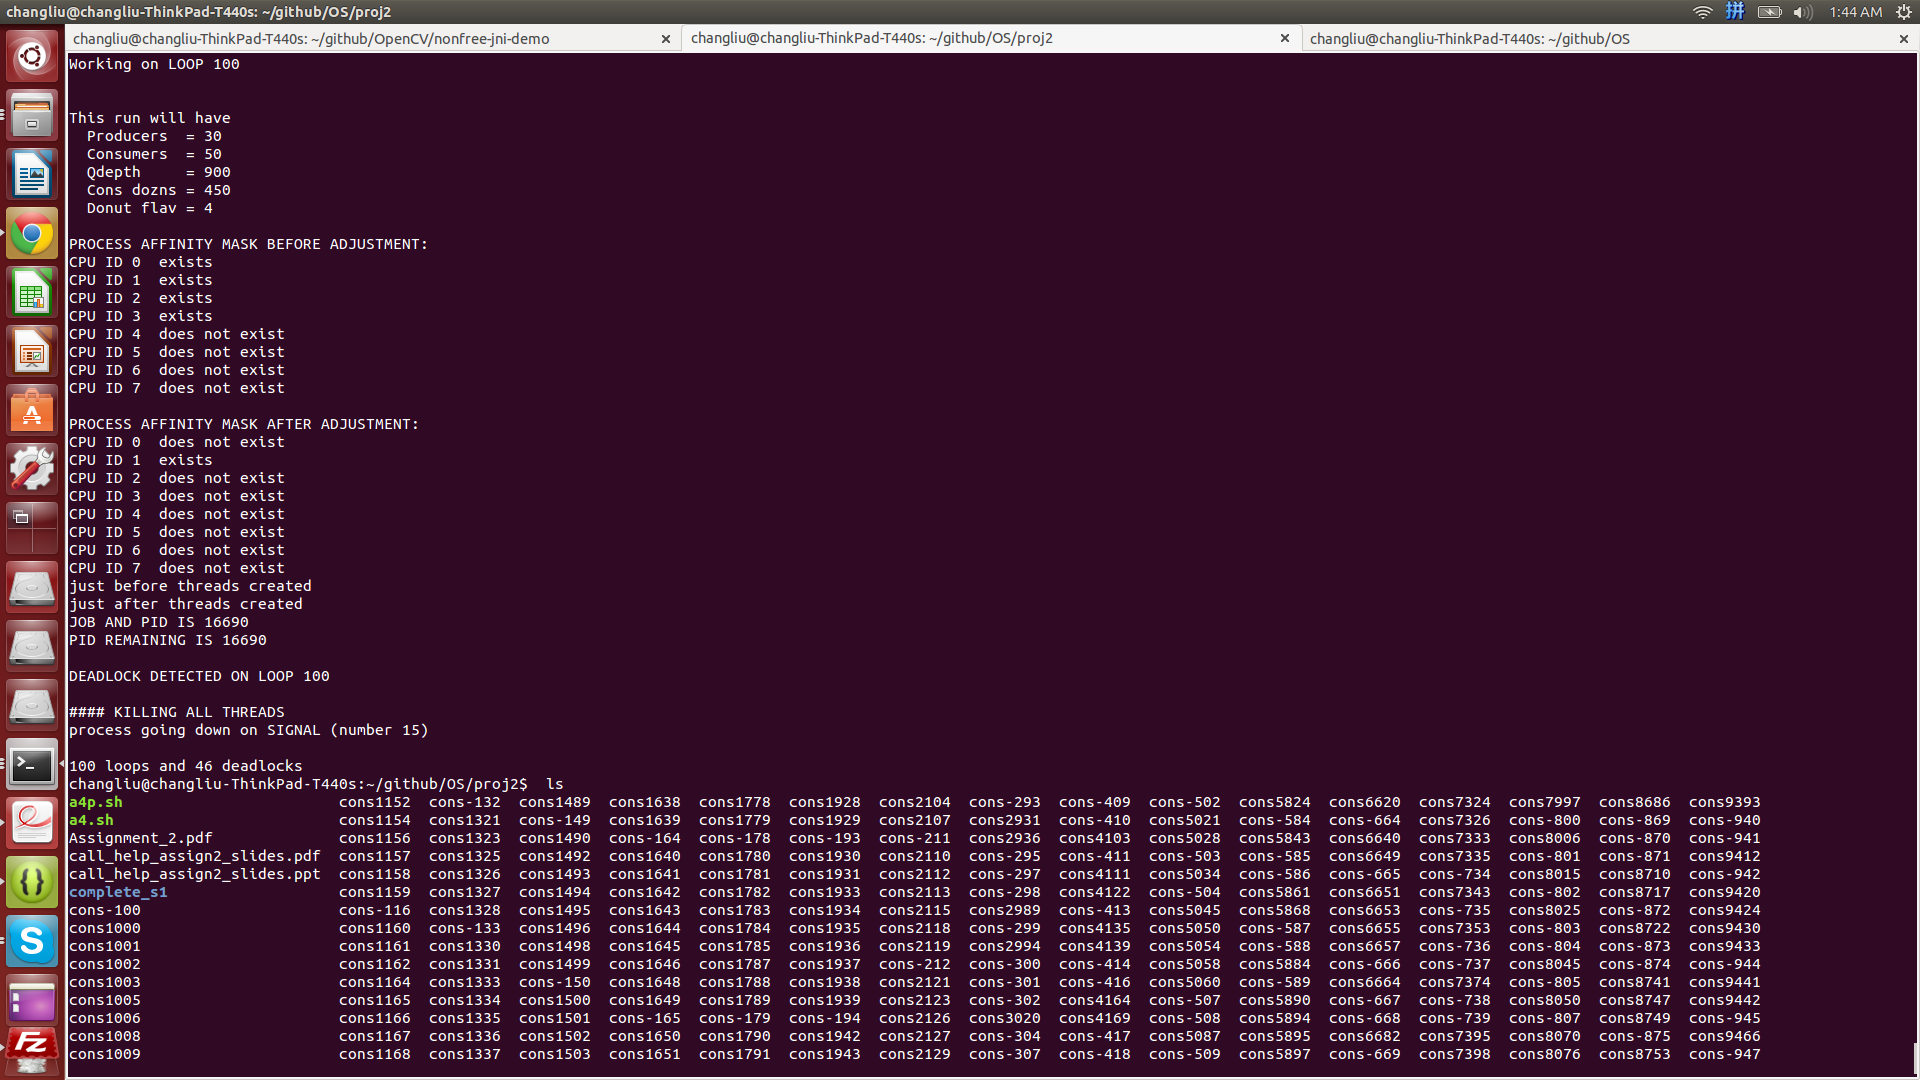 changliu@changliu-ThinkPad-T440s: ~/github/OS/proj2 拼 1:44 AM
changliu@changliu-ThinkPad-T440s: ~/github/OpenCV/nonfree-jni-demo × changliu@changliu-ThinkPad-T440s: ~/github/OS/proj2 × changliu@changliu-ThinkPad-T440s: ~/github/OS ×
Working on LOOP 100
This run will have
Producers = 30
Consumers = 50
Qdepth = 900
Cons dozns = 450
Donut flav = 4
PROCESS AFFINITY MASK BEFORE ADJUSTMENT:
CPU ID 0 exists
CPU ID 1 exists
CPU ID 2 exists
CPU ID 3 exists
CPU ID 4 does not exist
CPU ID 5 does not exist
CPU ID 6 does not exist
CPU ID 7 does not exist
PROCESS AFFINITY MASK AFTER ADJUSTMENT:
CPU ID 0 does not exist
CPU ID 1 exists
CPU ID 2 does not exist
CPU ID 3 does not exist
CPU ID 4 does not exist
CPU ID 5 does not exist
CPU ID 6 does not exist
CPU ID 7 does not exist
just before threads created
just after threads created
JOB AND PID IS 16690
PID REMAINING IS 16690
DEADLOCK DETECTED ON LOOP 100
#### KILLING ALL THREADS
process going down on SIGNAL (number 15)
100 loops and 46 deadlocks
changliu@changliu-ThinkPad-T440s:~/github/OS/proj2$ ls
a4p.sh cons1152 cons-132 cons1489 cons1638 cons1778 cons1928 cons2104 cons-293 cons-409 cons-502 cons5824 cons6620 cons7324 cons7997 cons8686 cons9393
a4.sh cons1154 cons1321 cons-149 cons1639 cons1779 cons1929 cons2107 cons2931 cons-410 cons5021 cons-584 cons-664 cons7326 cons-800 cons-869 cons-940
Assignment_2.pdf cons1156 cons1323 cons1490 cons-164 cons-178 cons-193 cons-211 cons2936 cons4103 cons5028 cons5843 cons6640 cons7333 cons8006 cons-870 cons-941
call_help_assign2_slides.pdf cons1157 cons1325 cons1492 cons1640 cons1780 cons1930 cons2110 cons-295 cons-411 cons-503 cons-585 cons6649 cons7335 cons-801 cons-871 cons9412
call_help_assign2_slides.ppt cons1158 cons1326 cons1493 cons1641 cons1781 cons1931 cons2112 cons-297 cons4111 cons5034 cons-586 cons-665 cons-734 cons8015 cons8710 cons-942
complete_s1 cons1159 cons1327 cons1494 cons1642 cons1782 cons1933 cons2113 cons-298 cons4122 cons-504 cons5861 cons6651 cons7343 cons-802 cons8717 cons9420
cons-100 cons-116 cons1328 cons1495 cons1643 cons1783 cons1934 cons2115 cons2989 cons-413 cons5045 cons5868 cons6653 cons-735 cons8025 cons-872 cons9424
cons1000 cons1160 cons-133 cons1496 cons1644 cons1784 cons1935 cons2118 cons-299 cons4135 cons5050 cons-587 cons6655 cons7353 cons-803 cons8722 cons9430
cons1001 cons1161 cons1330 cons1498 cons1645 cons1785 cons1936 cons2119 cons2994 cons4139 cons5054 cons-588 cons6657 cons-736 cons-804 cons-873 cons9433
cons1002 cons1162 cons1331 cons1499 cons1646 cons1787 cons1937 cons-212 cons-300 cons-414 cons5058 cons5884 cons-666 cons-737 cons8045 cons-874 cons-944
cons1003 cons1164 cons1333 cons-150 cons1648 cons1788 cons1938 cons2121 cons-301 cons-416 cons5060 cons-589 cons6664 cons7374 cons-805 cons8741 cons9441
cons1005 cons1165 cons1334 cons1500 cons1649 cons1789 cons1939 cons2123 cons-302 cons4164 cons-507 cons5890 cons-667 cons-738 cons8050 cons8747 cons9442
cons1006 cons1166 cons1335 cons1501 cons-165 cons-179 cons-194 cons2126 cons3020 cons4169 cons-508 cons5894 cons-668 cons-739 cons-807 cons8749 cons-945
cons1008 cons1167 cons1336 cons1502 cons1650 cons1790 cons1942 cons2127 cons-304 cons-417 cons5087 cons5895 cons6682 cons7395 cons8070 cons-875 cons9466
cons1009 cons1168 cons1337 cons1503 cons1651 cons1791 cons1943 cons2129 cons-307 cons-418 cons-509 cons5897 cons-669 cons7398 cons8076 cons8753 cons-947